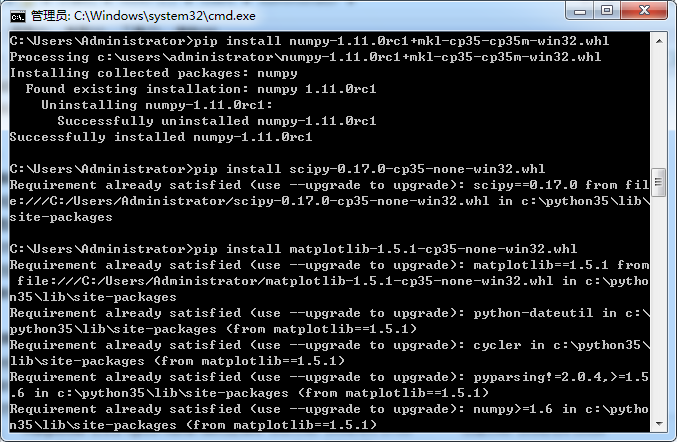 管理员: C:\Windows\system32\cmd.exe
C:\Users\Administrator>pip install numpy-1.11.0rc1+mkl-cp35-cp35m-win32.whl
Processing c:\users\administrator\numpy-1.11.0rc1+mkl-cp35-cp35m-win32.whl
Installing collected packages: numpy
  Found existing installation: numpy 1.11.0rc1
    Uninstalling numpy-1.11.0rc1:
      Successfully uninstalled numpy-1.11.0rc1
Successfully installed numpy-1.11.0rc1
C:\Users\Administrator>pip install scipy-0.17.0-cp35-none-win32.whl
Requirement already satisfied (use --upgrade to upgrade): scipy==0.17.0 from fil
e:///C:/Users/Administrator/scipy-0.17.0-cp35-none-win32.whl in c:\python35\lib\
site-packages
C:\Users\Administrator>pip install matplotlib-1.5.1-cp35-none-win32.whl
Requirement already satisfied (use --upgrade to upgrade): matplotlib==1.5.1 from
 file:///C:/Users/Administrator/matplotlib-1.5.1-cp35-none-win32.whl in c:\pytho
n35\lib\site-packages
Requirement already satisfied (use --upgrade to upgrade): python-dateutil in c:\
python35\lib\site-packages (from matplotlib==1.5.1)
Requirement already satisfied (use --upgrade to upgrade): cycler in c:\python35\
lib\site-packages (from matplotlib==1.5.1)
Requirement already satisfied (use --upgrade to upgrade): pyparsing!=2.0.4,>=1.5
.6 in c:\python35\lib\site-packages (from matplotlib==1.5.1)
Requirement already satisfied (use --upgrade to upgrade): numpy>=1.6 in c:\pytho
n35\lib\site-packages (from matplotlib==1.5.1)